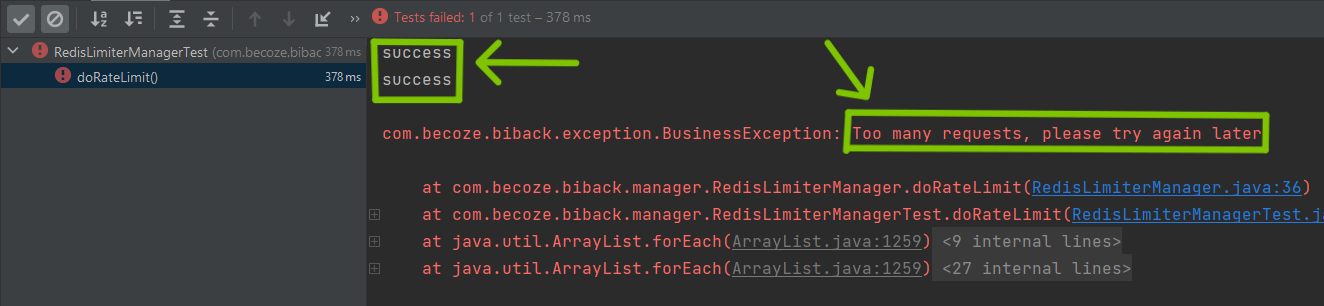 Tests failed: 1 of 1 test – 378 ms
RedisLimiterManagerTest (com.becoze.bibac 378 ms
doRateLimit() 378 ms
success
success
com.becoze.biback.exception.BusinessException: Too many requests, please try again later
at com.becoze.biback.manager.RedisLimiterManager.doRateLimit(RedisLimiterManager.java:36)
at com.becoze.biback.manager.RedisLimiterManagerTest.doRateLimit(RedisLimiterManagerTest.ja
at java.util.ArrayList.forEach(ArrayList.java:1259) <9 internal lines>
at java.util.ArrayList.forEach(ArrayList.java:1259) <27 internal lines>